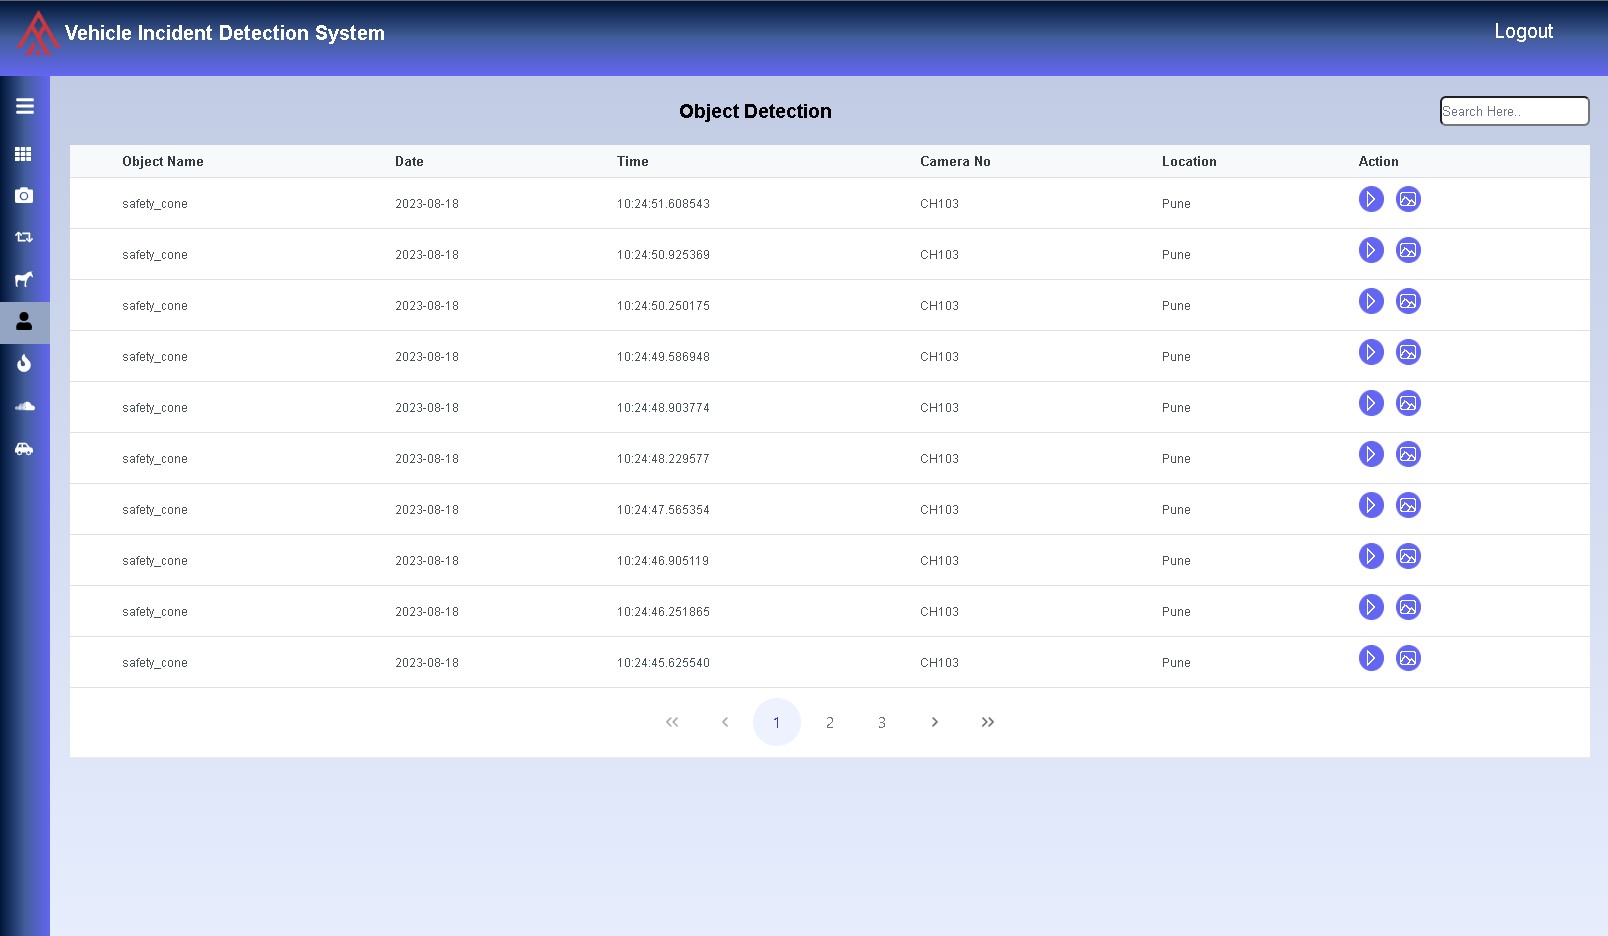 Vehicle Incident Detection System
Logout
Object Detection
Search Here..
Object Name Date Time Camera No Location Action
safety_cone 2023-08-18 10:24:51.608543 CH103 Pune
safety_cone 2023-08-18 10:24:50.925369 CH103 Pune
safety_cone 2023-08-18 10:24:50.250175 CH103 Pune
safety_cone 2023-08-18 10:24:49.586948 CH103 Pune
safety_cone 2023-08-18 10:24:48.903774 CH103 Pune
safety_cone 2023-08-18 10:24:48.229577 CH103 Pune
safety_cone 2023-08-18 10:24:47.565354 CH103 Pune
safety_cone 2023-08-18 10:24:46.905119 CH103 Pune
safety_cone 2023-08-18 10:24:46.251865 CH103 Pune
safety_cone 2023-08-18 10:24:45.625540 CH103 Pune
1 2 3